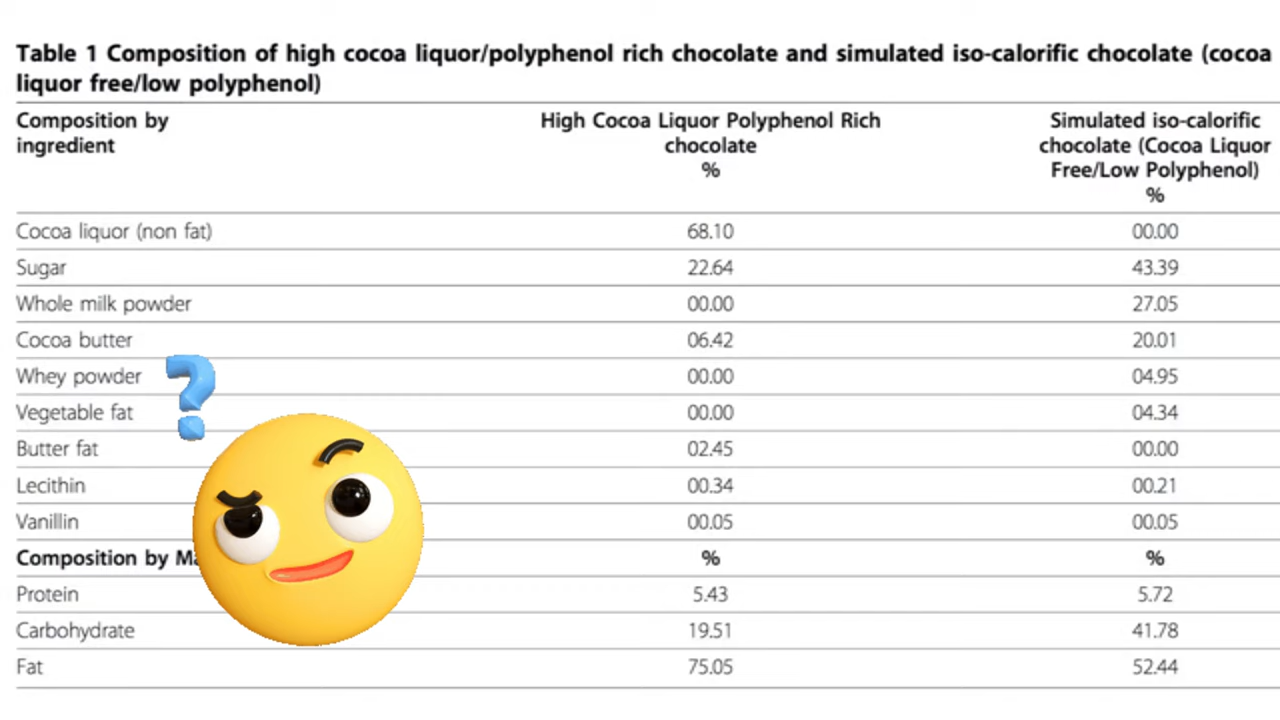 Table 1 Composition of high cocoa liquor/polyphenol rich chocolate and simulated iso-calorific chocolate (cocoa
liquor free/low polyphenol)
Composition by ingredient High Cocoa Liquor Polyphenol Rich chocolate % Simulated iso-calorific chocolate (Cocoa Liquor Free/Low Polyphenol) %
Cocoa liquor (non fat) 68.10 00.00
Sugar 22.64 43.39
Whole milk powder 00.00 27.05
Cocoa butter 06.42 20.01
Whey powder 00.00 04.95
?
Vegetable fat 00.00 04.34
Butter fat 02.45 00.00
Lecithin 00.34 00.21
Vanillin 00.05 00.05
Composition by % %
Protein 5.43 5.72
Carbohydrate 19.51 41.78
Fat 75.05 52.44